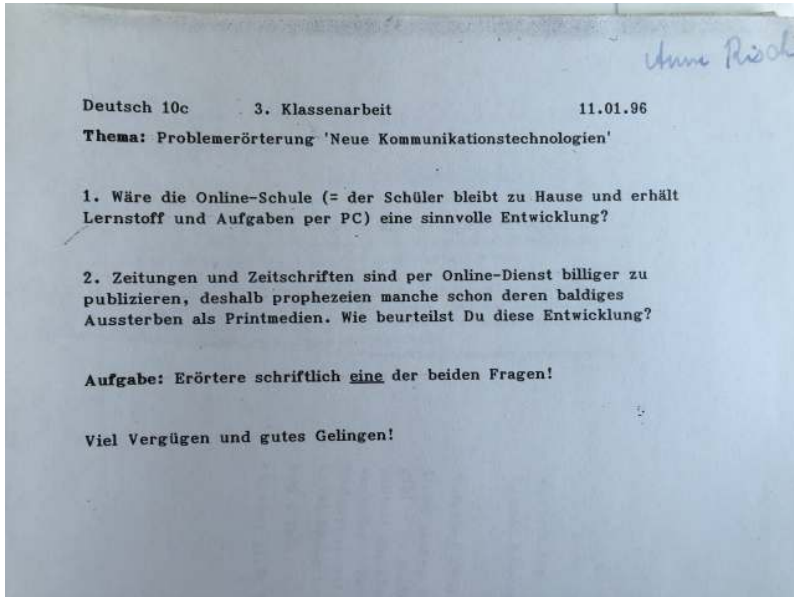 Anne Risch
Deutsch 10c 3. Klassenarbeit 11.01.96
Thema: Problemerörterung 'Neue Kommunikationstechnologien'
1. Wäre die Online-Schule (= der Schüler bleibt zu Hause und erhält
Lernstoff und Aufgaben per PC) eine sinnvolle Entwicklung?
2. Zeitungen und Zeitschriften sind per Online-Dienst billiger zu
publizieren, deshalb prophezeien manche schon deren baldiges
Aussterben als Printmedien. Wie beurteilst Du diese Entwicklung?
Aufgabe: Erörtere schriftlich eine der beiden Fragen!
Viel Vergügen und gutes Gelingen!